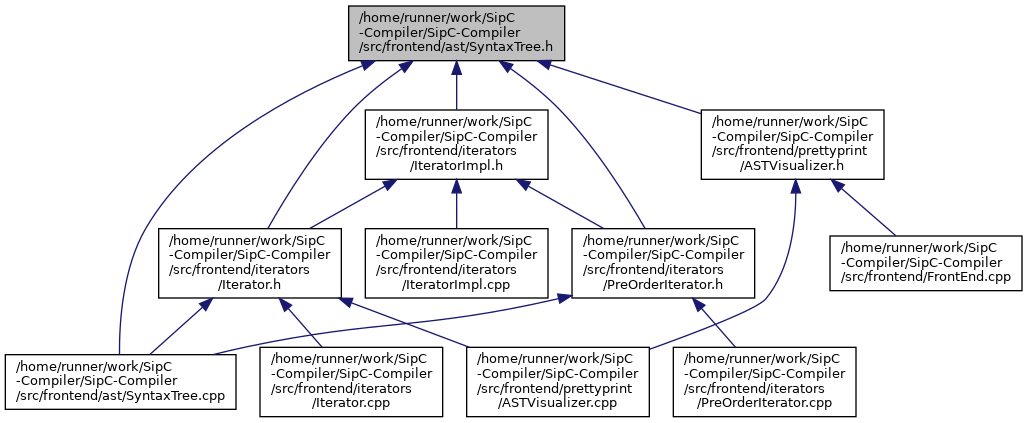 /home/runner/work/SipC
-Compiler/SipC-Compiler
/src/frontend/ast/SyntaxTree.h
/home/runner/work/SipC
-Compiler/SipC-Compiler
/src/frontend/iterators
/IteratorImpl.h
/home/runner/work/SipC
-Compiler/SipC-Compiler
/src/frontend/prettyprint
/ASTVisualizer.h
/home/runner/work/SipC
-Compiler/SipC-Compiler
/src/frontend/iterators
/Iterator.h
/home/runner/work/SipC
-Compiler/SipC-Compiler
/src/frontend/iterators
/IteratorImpl.cpp
/home/runner/work/SipC
-Compiler/SipC-Compiler
/src/frontend/iterators
/PreOrderIterator.h
/home/runner/work/SipC
-Compiler/SipC-Compiler
/src/frontend/FrontEnd.cpp
/home/runner/work/SipC
-Compiler/SipC-Compiler
/src/frontend/ast/SyntaxTree.cpp
/home/runner/work/SipC
-Compiler/SipC-Compiler
/src/frontend/iterators
/Iterator.cpp
/home/runner/work/SipC
-Compiler/SipC-Compiler
/src/frontend/prettyprint
/ASTVisualizer.cpp
/home/runner/work/SipC
-Compiler/SipC-Compiler
/src/frontend/iterators
/PreOrderIterator.cpp